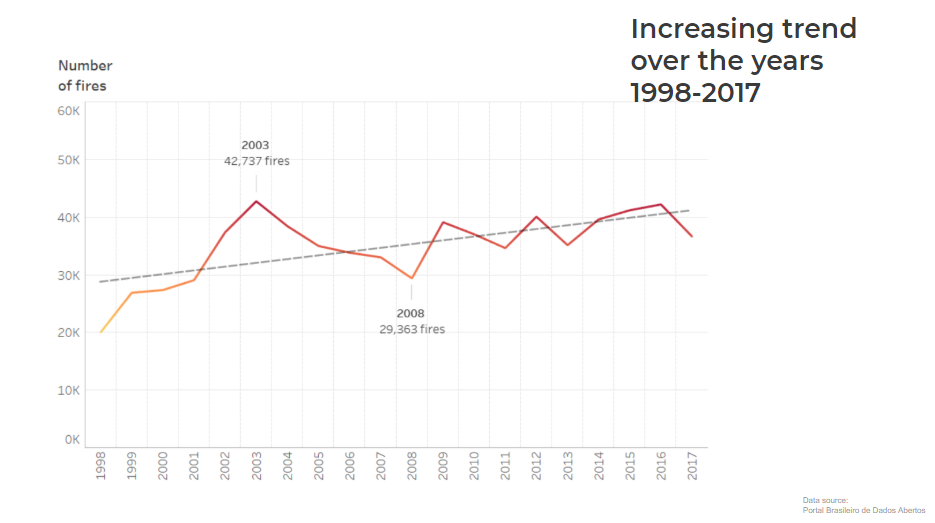 Increasing trend
over the years
1998-2017
Number
of fires
60K
50K
40K
30K
20K
10K
0K
2003
42,737 fires
2008
29,363 fires
1998
1999
2000
2001
2002
2003
2004
2005
2006
2007
2008
2009
2010
2011
2012
2013
2014
2015
2016
2017
Data source:
Portal Brasileiro de Dados Abertos